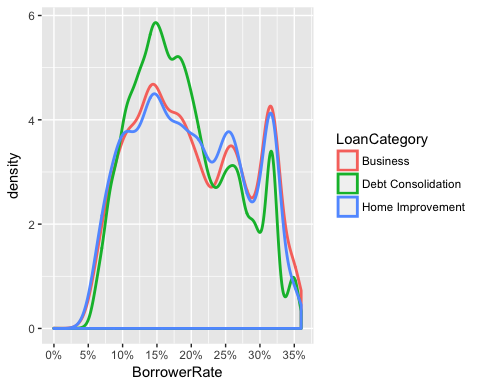 6
4
2
0
density
0%
5%
10%
15%
20%
25%
30%
35%
BorrowerRate
LoanCategory
Business
Debt Consolidation
Home Improvement